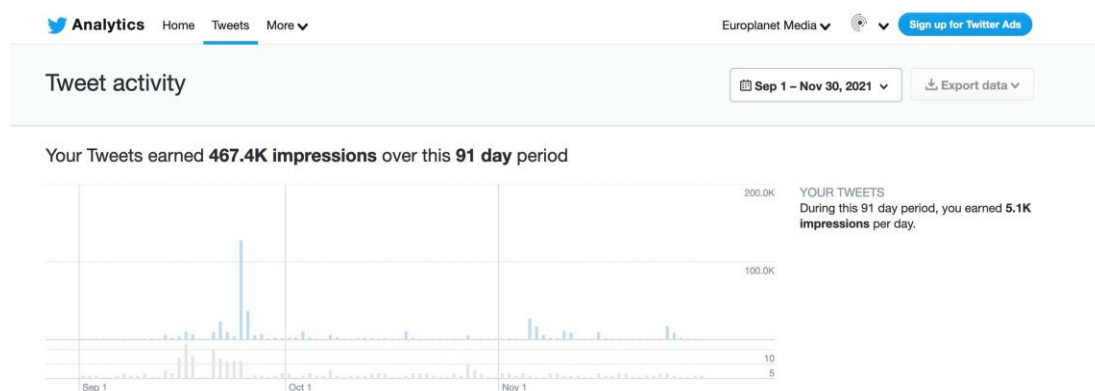 Analytics Home Tweets More Europlanet Media Sign up for Twitter Ads
Tweet activity Sep 1 – Nov 30, 2021 Export data
Your Tweets earned 467.4K impressions over this 91 day period
200.0K
YOUR TWEETS
During this 91 day period, you earned 5.1K
impressions per day.
100.0K
10
5
Sep 1 Oct 1 Nov 1